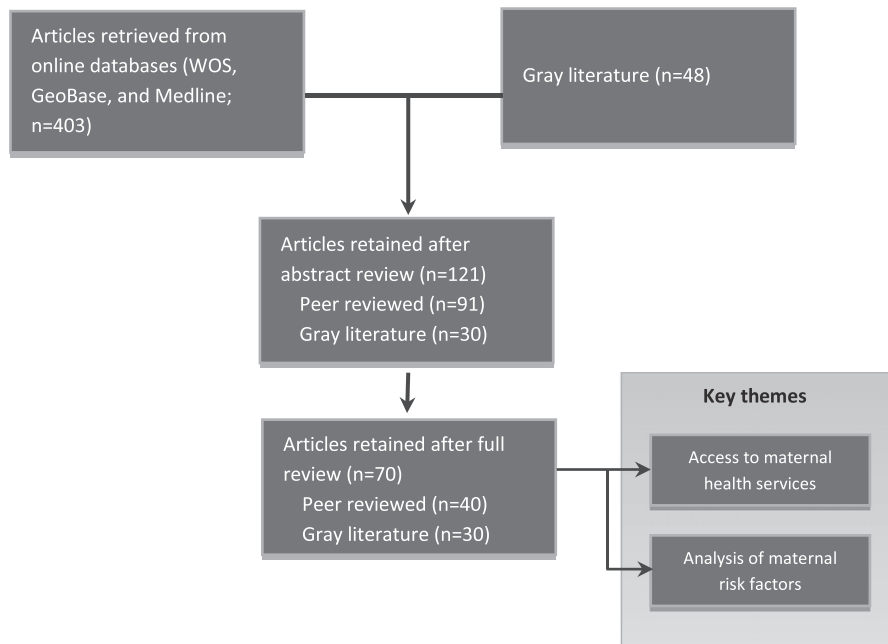 Articles retrieved from
online databases (WOS,
GeoBase, and Medline;
n=403)
Gray literature (n=48)
Articles retained after
abstract review (n=121)
Peer reviewed (n=91)
Gray literature (n=30)
Articles retained after full
review (n=70)
Peer reviewed (n=40)
Gray literature (n=30)
Key themes
Access to maternal
health services
Analysis of maternal
risk factors